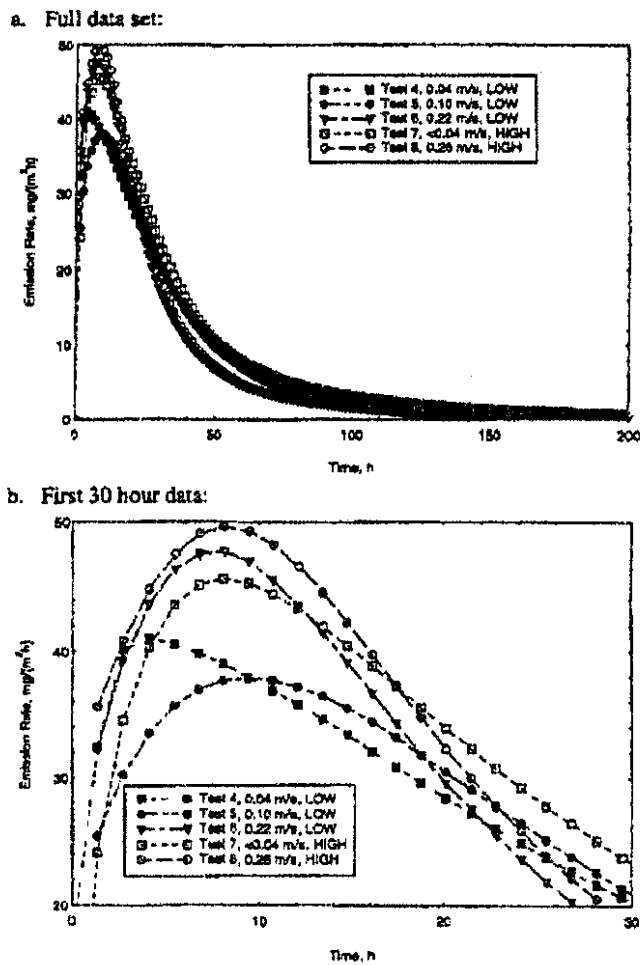 a. Full data set:
50
40
30
20
10
0
Emission Rate, mg/(m²h)
Test 4, 0.04 m/s, LOW
Test 5, 0.10 m/s, LOW
Test 6, 0.22 m/s, LOW
Test 7, <0.04 m/s, HIGH
Test 8, 0.26 m/s, HIGH
0 50 100 150 200
Time, h
b. First 30 hour data:
50
40
30
20
Emission Rate, mg/(m²h)
Test 4, 0.04 m/s, LOW
Test 5, 0.10 m/s, LOW
Test 6, 0.22 m/s, LOW
Test 7, <0.04 m/s, HIGH
Test 8, 0.26 m/s, HIGH
0 10 20 30
Time, h